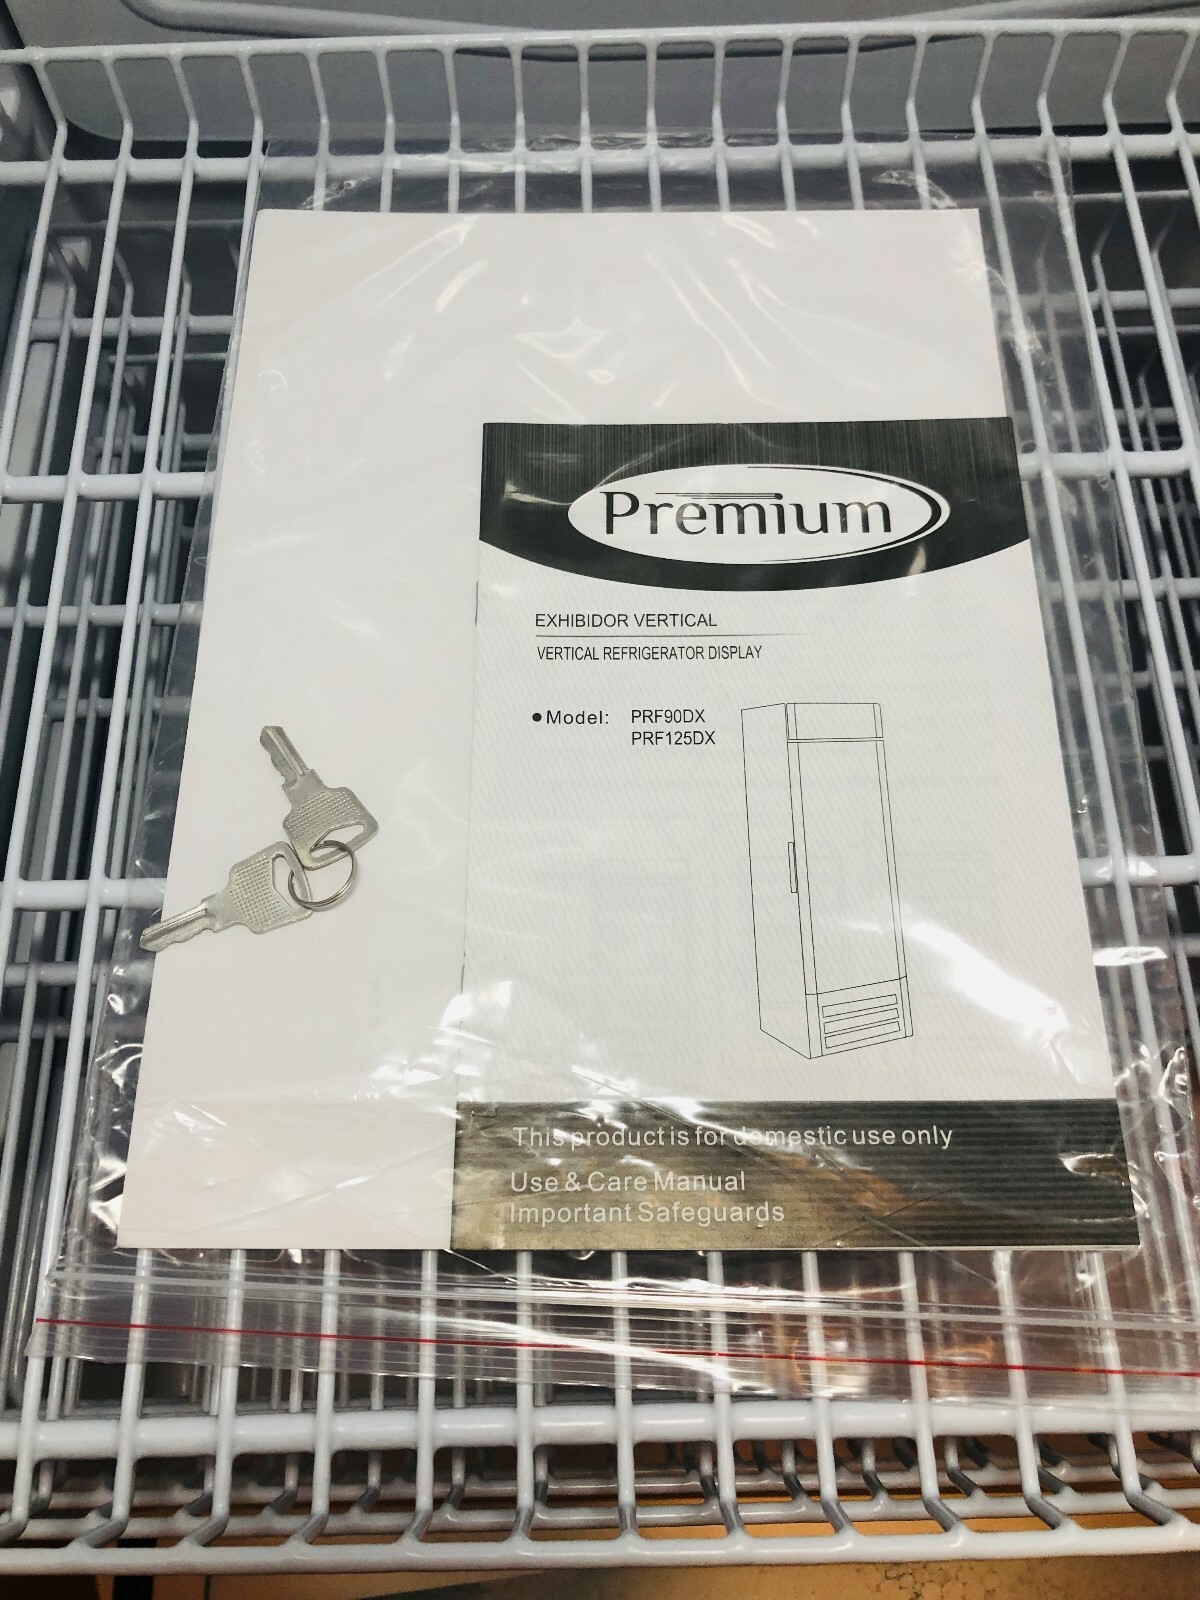 Premium
EXHIBIDOR VERTICAL
VERTICAL REFRIGERATOR DISPLAY
● Model: PRF90DX
PRF125DX
This product is for domestic use only
Use & Care Manual
Important Safeguards